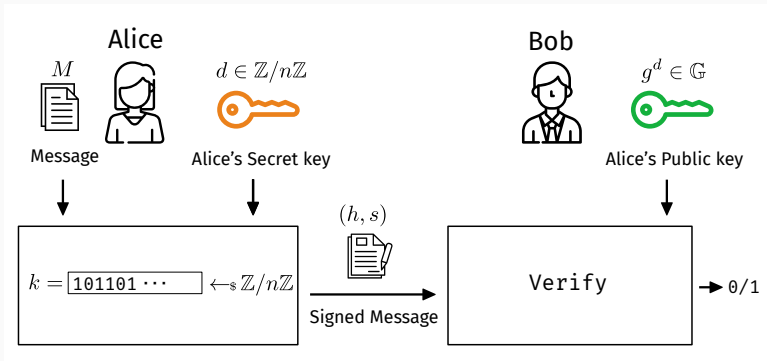 Alice
Bob
M
d ∈ ℤ/nℤ
g^d ∈ 𝔾
Message
Alice's Secret key
Alice's Public key
(h, s)
k = 101101 ··· ←$ ℤ/nℤ
Verify
0/1
Signed Message